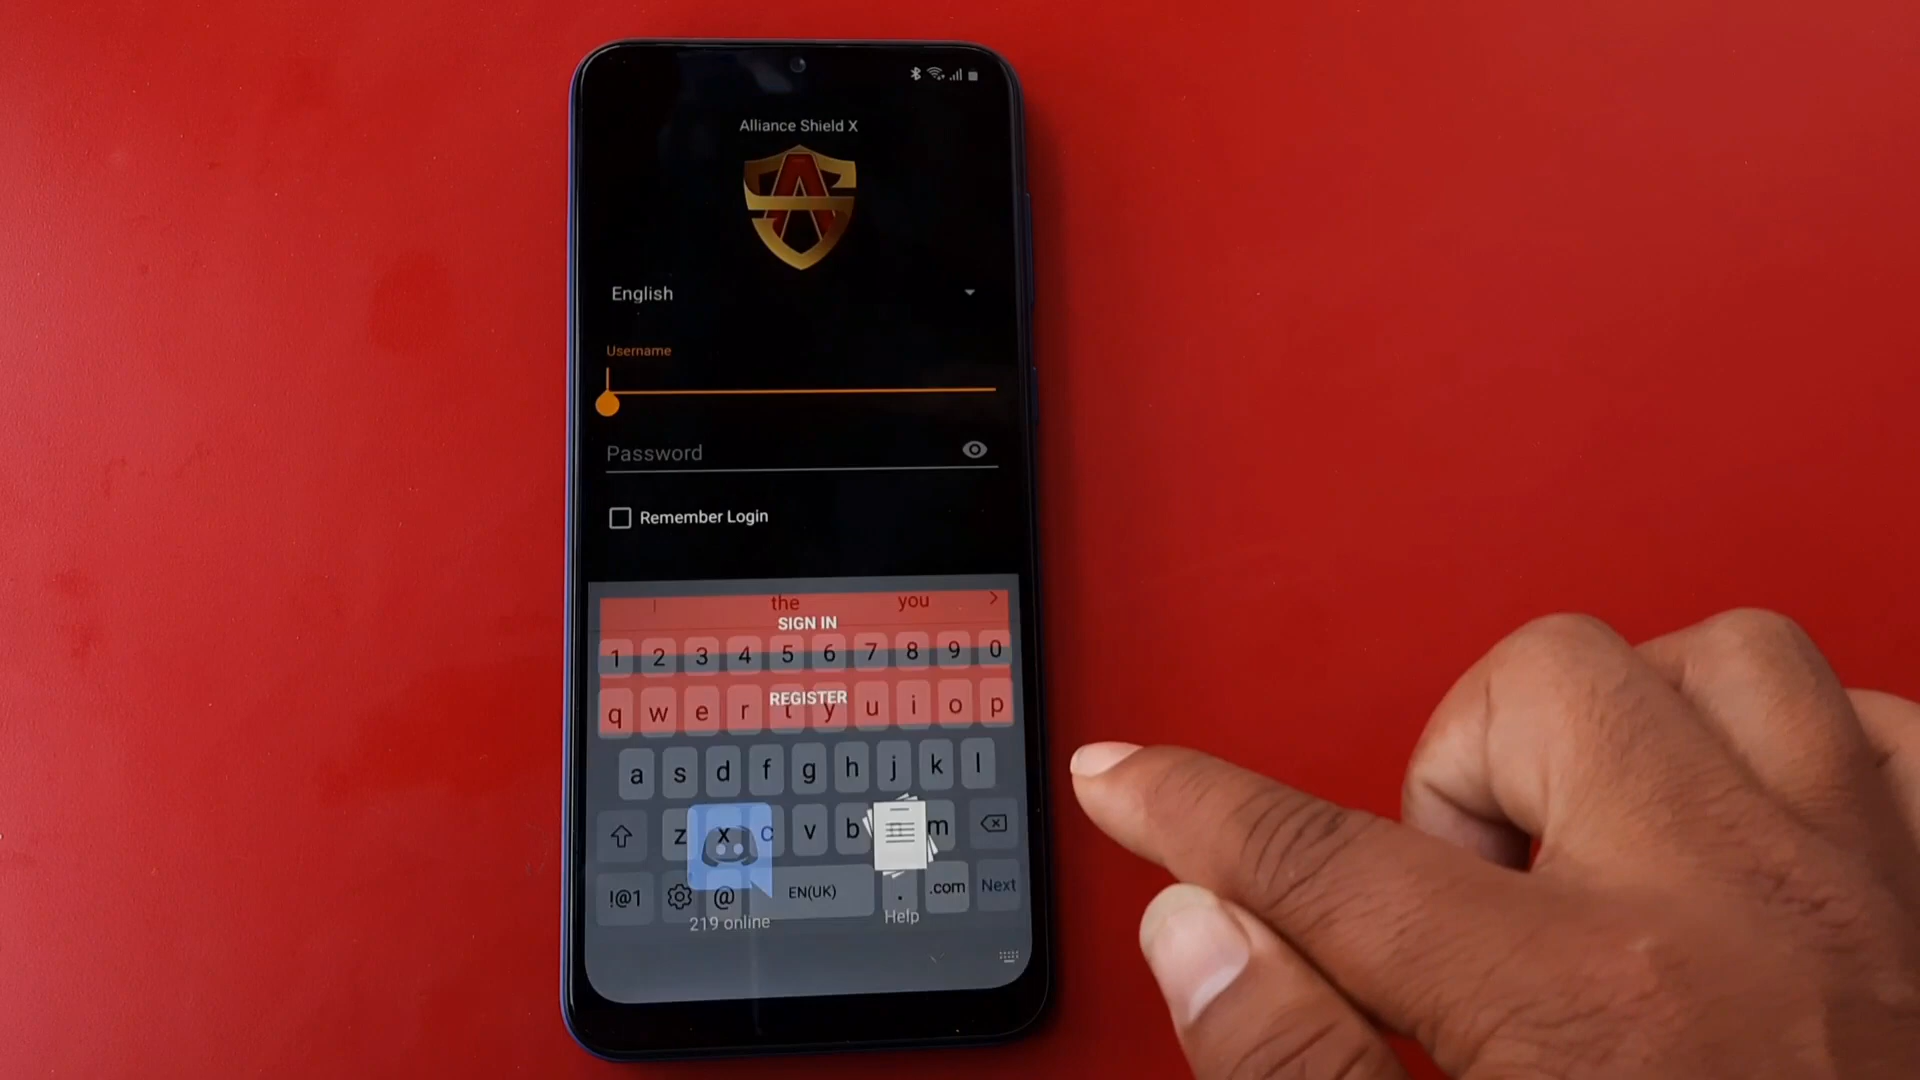 Alliance Shield X
English
Username
Password
Remember Login
the you
SIGN IN
1 2 3 4 5 6 7 8 9 0
REGISTER
q w e r t y u i o p
a s d f g h j k l
z x c v b n m
!@1 @ EN(UK) . .com Next
219 online Help